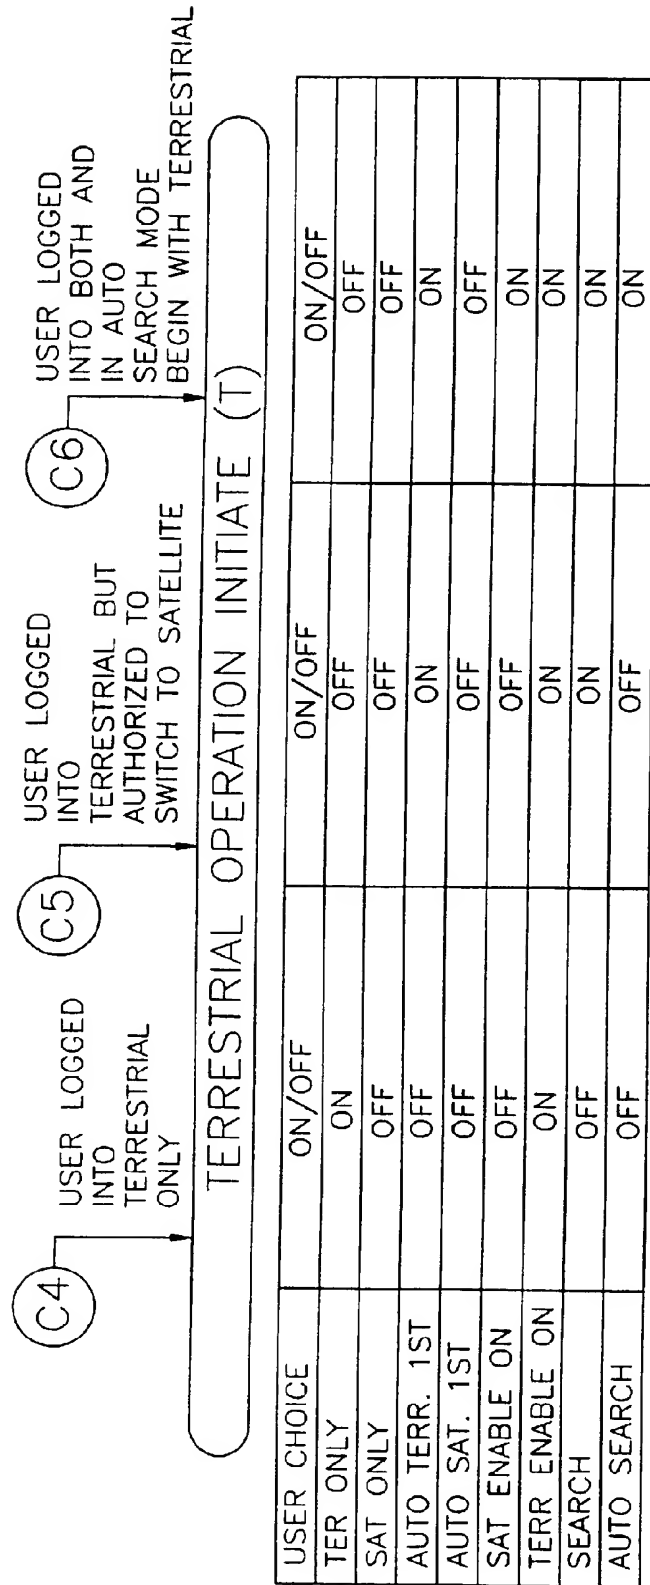 C4
USER LOGGED
INTO
TERRESTRIAL
ONLY
C5
USER LOGGED
INTO
TERRESTRIAL BUT
AUTHORIZED TO
SWITCH TO SATELLITE
C6
USER LOGGED
INTO BOTH AND
IN AUTO
SEARCH MODE
BEGIN WITH TERRESTRIAL
TERRESTRIAL OPERATION INITIATE (T)
USER CHOICE ON/OFF ON/OFF ON/OFF
TER ONLY ON OFF OFF
SAT ONLY OFF OFF OFF
AUTO TERR. 1ST OFF ON ON
AUTO SAT. 1ST OFF OFF OFF
SAT ENABLE ON OFF OFF ON
TERR ENABLE ON ON ON ON
SEARCH OFF ON ON
AUTO SEARCH OFF OFF ON